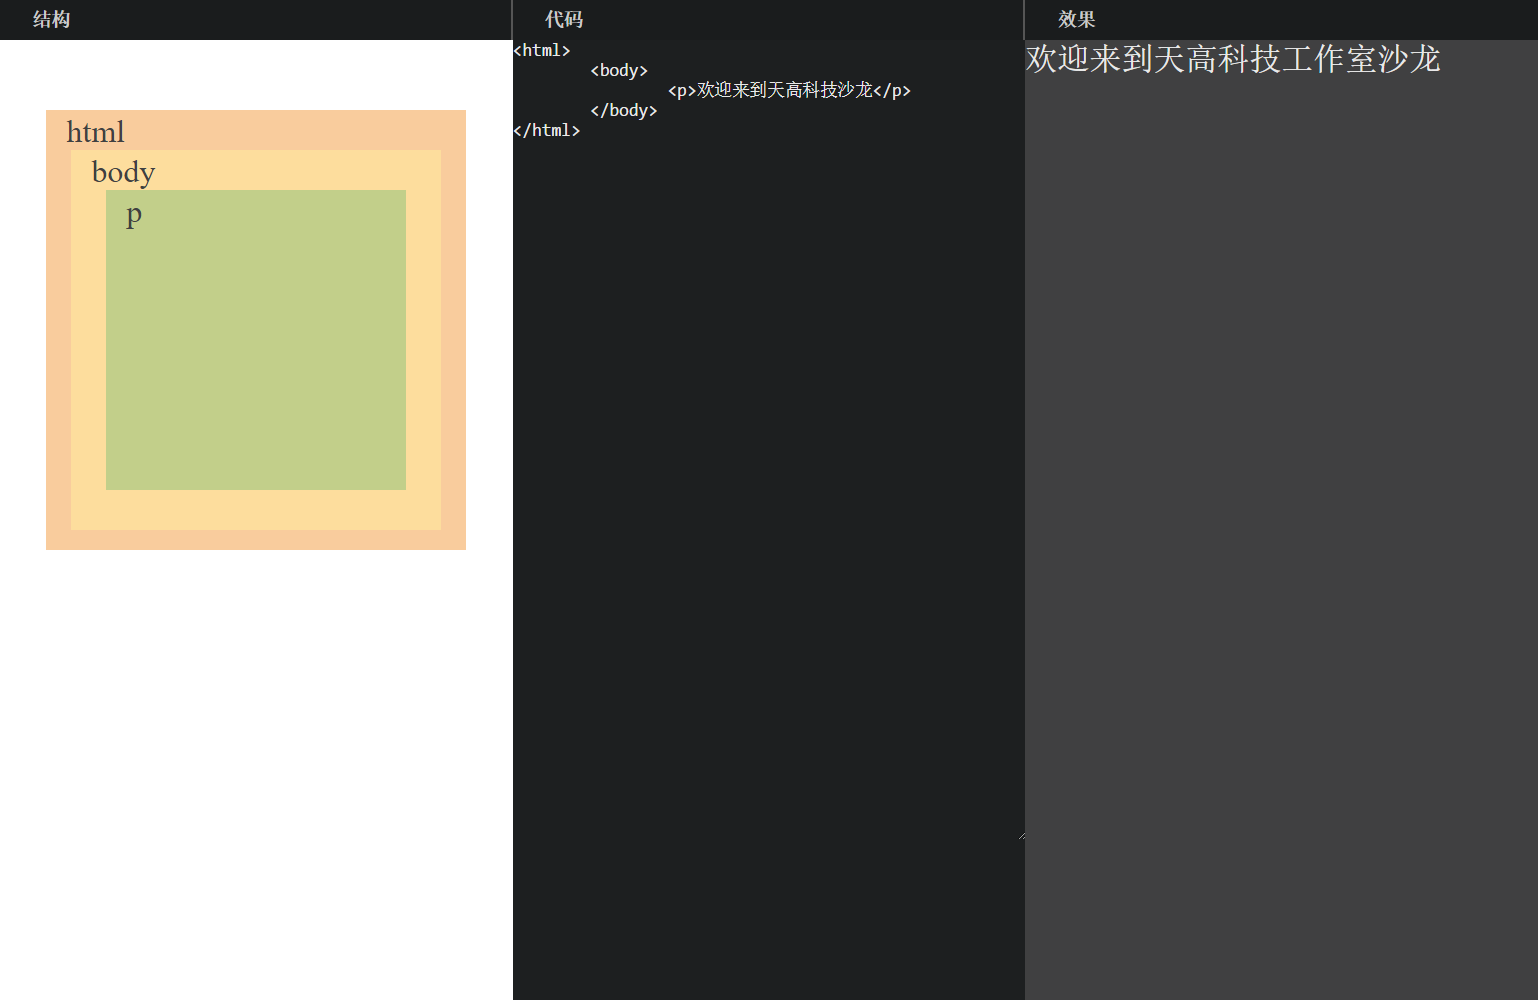 结构
html
body
p
代码
<html>
<body>
<p>欢迎来到天高科技沙龙</p>
</body>
</html>
效果
欢迎来到天高科技工作室沙龙